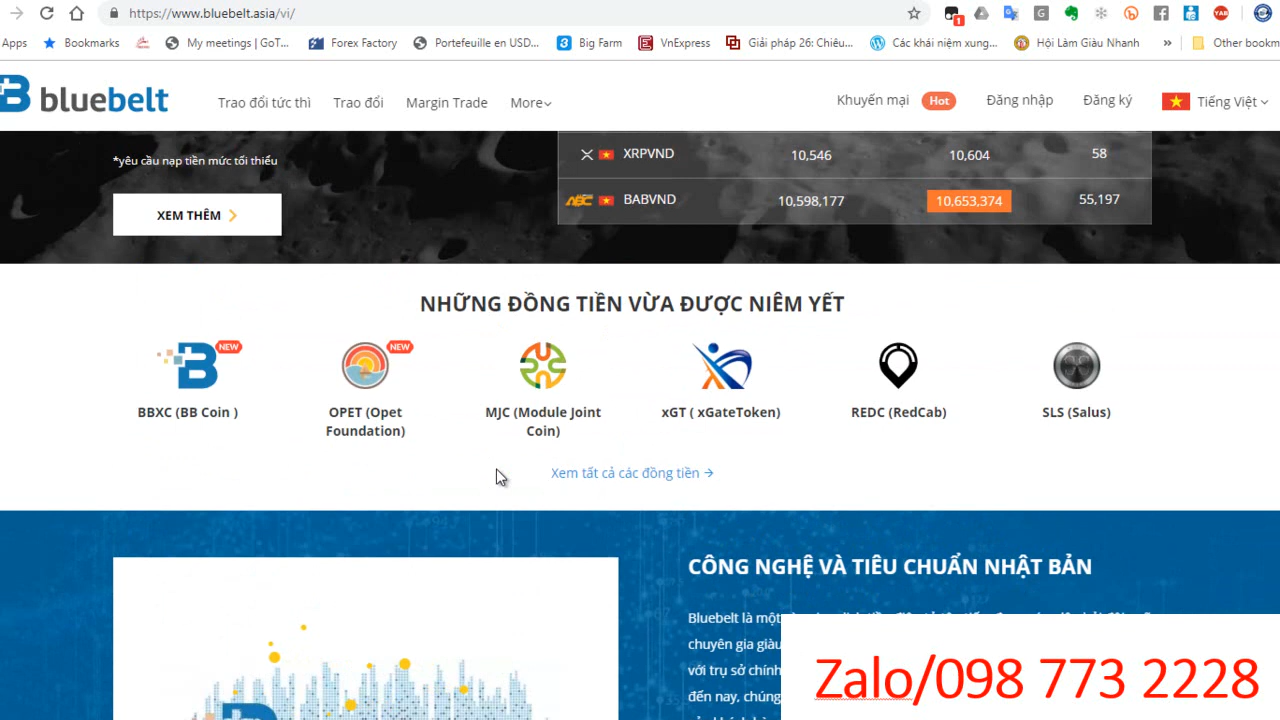 https://www.bluebelt.asia/vi/
1
G
YAB
Apps
Bookmarks
My meetings | GoT...
Forex Factory
Portefeuille en USD...
Big Farm
VnExpress
Giải pháp 26: Chiêu...
Các khái niệm xung...
Hội Làm Giàu Nhanh
»
Other bookm
bluebelt
Trao đổi tức thì
Trao đổi
Margin Trade
More
Khuyến mại
Hot
Đăng nhập
Đăng ký
Tiếng Việt
*yêu cầu nạp tiền mức tối thiểu
XEM THÊM
XRPVND 10,546 10,604 58
ABC BABVND 10,598,177 10,653,374 55,197
NHỮNG ĐỒNG TIỀN VỪA ĐƯỢC NIÊM YẾT
NEW
NEW
BBXC (BB Coin )
OPET (Opet
Foundation)
MJC (Module Joint
Coin)
xGT ( xGateToken)
REDC (RedCab)
SLS (Salus)
Xem tất cả các đồng tiền →
CÔNG NGHỆ VÀ TIÊU CHUẨN NHẬT BẢN
Bluebelt là một
chuyên gia giàu
với trụ sở chính
đến nay, chúng
Zalo/098 773 2228